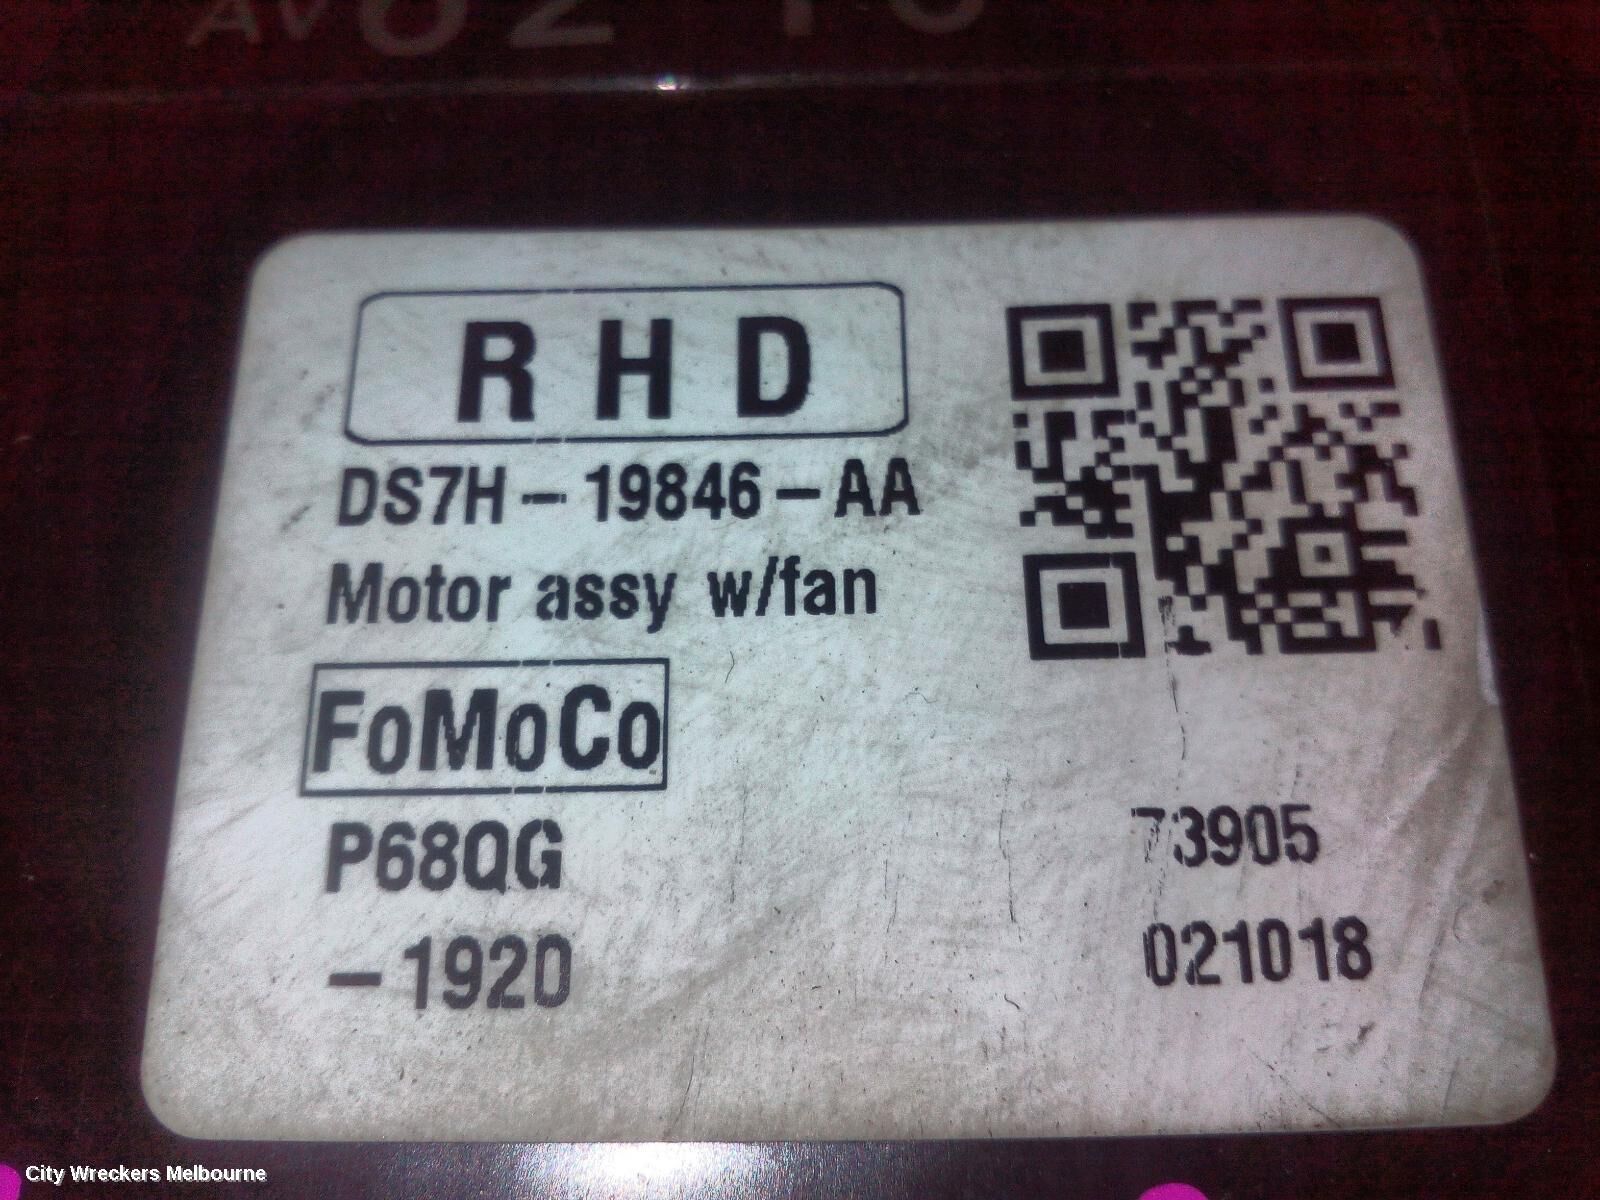 RHD
DS7H-19846-AA
Motor assy w/fan
FoMoCo
P68QG
73905
-1920
021018
City Wreckers Melbourne